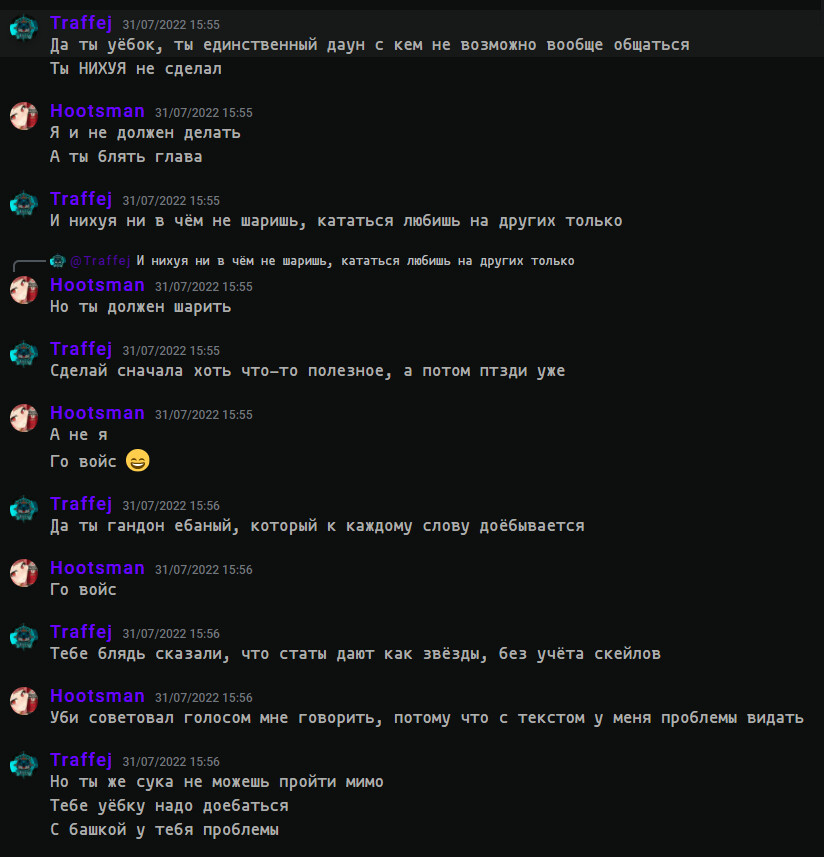 Traffej 31/07/2022 15:55
Да ты уёбок, ты единственный даун с кем не возможно вообще общаться
Ты НИХУЯ не сделал
Hootsman 31/07/2022 15:55
Я и не должен делать
А ты блять глава
Traffej 31/07/2022 15:55
И нихуя ни в чём не шаришь, кататься любишь на других только
@Traffej И нихуя ни в чём не шаришь, кататься любишь на других только
Hootsman 31/07/2022 15:55
Но ты должен шарить
Traffej 31/07/2022 15:55
Сделай сначала хоть что-то полезное, а потом птзди уже
Hootsman 31/07/2022 15:55
А не я
Го войс 😄
Traffej 31/07/2022 15:56
Да ты гандон ебаный, который к каждому слову доёбывается
Hootsman 31/07/2022 15:56
Го войс
Traffej 31/07/2022 15:56
Тебе блядь сказали, что статы дают как звёзды, без учёта скейлов
Hootsman 31/07/2022 15:56
Уби советовал голосом мне говорить, потому что с текстом у меня проблемы видать
Traffej 31/07/2022 15:56
Но ты же сука не можешь пройти мимо
Тебе уёбку надо доебаться
С башкой у тебя проблемы